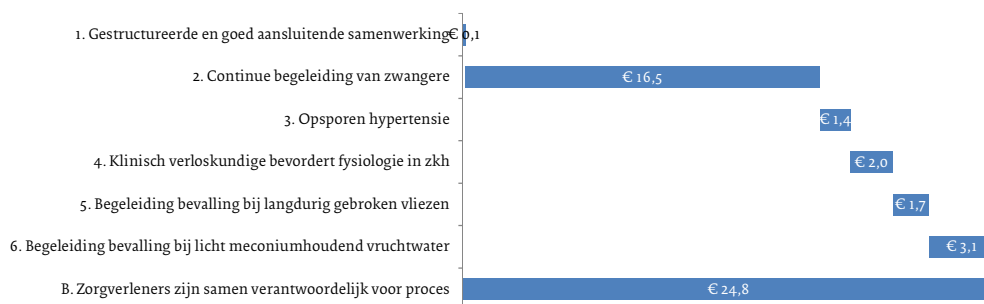 1. Gestructureerde en goed aansluitende samenwerking € 0,1
2. Continue begeleiding van zwangere € 16,5
3. Opsporen hypertensie € 1,4
4. Klinisch verloskundige bevordert fysiologie in zkh € 2,0
5. Begeleiding bevalling bij langdurig gebroken vliezen € 1,7
6. Begeleiding bevalling bij licht meconiumhoudend vruchtwater € 3,1
B. Zorgverleners zijn samen verantwoordelijk voor proces € 24,8